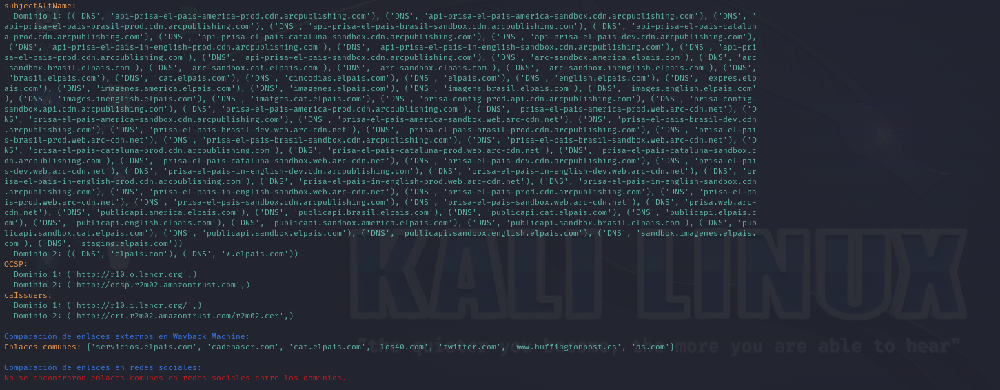 subjectAltName:
  Dominio 1: (('DNS', 'api-prisa-el-pais-america-prod.cdn.arcpublishing.com'), ('DNS', 'api-prisa-el-pais-america-sandbox.cdn.arcpublishing.com'), ('DNS', '
api-prisa-el-pais-brasil-prod.cdn.arcpublishing.com'), ('DNS', 'api-prisa-el-pais-brasil-sandbox.cdn.arcpublishing.com'), ('DNS', 'api-prisa-el-pais-catalun
a-prod.cdn.arcpublishing.com'), ('DNS', 'api-prisa-el-pais-cataluna-sandbox.cdn.arcpublishing.com'), ('DNS', 'api-prisa-el-pais-dev.cdn.arcpublishing.com'),
 ('DNS', 'api-prisa-el-pais-in-english-prod.cdn.arcpublishing.com'), ('DNS', 'api-prisa-el-pais-in-english-sandbox.cdn.arcpublishing.com'), ('DNS', 'api-pri
sa-el-pais-prod.cdn.arcpublishing.com'), ('DNS', 'api-prisa-el-pais-sandbox.cdn.arcpublishing.com'), ('DNS', 'arc-sandbox.america.elpais.com'), ('DNS', 'arc
-sandbox.brasil.elpais.com'), ('DNS', 'arc-sandbox.cat.elpais.com'), ('DNS', 'arc-sandbox.elpais.com'), ('DNS', 'arc-sandbox.inenglish.elpais.com'), ('DNS',
 'brasil.elpais.com'), ('DNS', 'cat.elpais.com'), ('DNS', 'cincodias.elpais.com'), ('DNS', 'elpais.com'), ('DNS', 'english.elpais.com'), ('DNS', 'expres.elp
ais.com'), ('DNS', 'imagenes.america.elpais.com'), ('DNS', 'imagenes.elpais.com'), ('DNS', 'imagens.brasil.elpais.com'), ('DNS', 'images.english.elpais.com'
), ('DNS', 'images.inenglish.elpais.com'), ('DNS', 'imatges.cat.elpais.com'), ('DNS', 'prisa-config-prod.api.cdn.arcpublishing.com'), ('DNS', 'prisa-config-
sandbox.api.cdn.arcpublishing.com'), ('DNS', 'prisa-el-pais-america-prod.cdn.arcpublishing.com'), ('DNS', 'prisa-el-pais-america-prod.web.arc-cdn.net'), ('D
NS', 'prisa-el-pais-america-sandbox.cdn.arcpublishing.com'), ('DNS', 'prisa-el-pais-america-sandbox.web.arc-cdn.net'), ('DNS', 'prisa-el-pais-brasil-dev.cdn
.arcpublishing.com'), ('DNS', 'prisa-el-pais-brasil-dev.web.arc-cdn.net'), ('DNS', 'prisa-el-pais-brasil-prod.cdn.arcpublishing.com'), ('DNS', 'prisa-el-pai
s-brasil-prod.web.arc-cdn.net'), ('DNS', 'prisa-el-pais-brasil-sandbox.cdn.arcpublishing.com'), ('DNS', 'prisa-el-pais-brasil-sandbox.web.arc-cdn.net'), ('D
NS', 'prisa-el-pais-cataluna-prod.cdn.arcpublishing.com'), ('DNS', 'prisa-el-pais-cataluna-prod.web.arc-cdn.net'), ('DNS', 'prisa-el-pais-cataluna-sandbox.c
dn.arcpublishing.com'), ('DNS', 'prisa-el-pais-cataluna-sandbox.web.arc-cdn.net'), ('DNS', 'prisa-el-pais-dev.cdn.arcpublishing.com'), ('DNS', 'prisa-el-pai
s-dev.web.arc-cdn.net'), ('DNS', 'prisa-el-pais-in-english-dev.cdn.arcpublishing.com'), ('DNS', 'prisa-el-pais-in-english-dev.web.arc-cdn.net'), ('DNS', 'pr
isa-el-pais-in-english-prod.cdn.arcpublishing.com'), ('DNS', 'prisa-el-pais-in-english-prod.web.arc-cdn.net'), ('DNS', 'prisa-el-pais-in-english-sandbox.cdn
.arcpublishing.com'), ('DNS', 'prisa-el-pais-in-english-sandbox.web.arc-cdn.net'), ('DNS', 'prisa-el-pais-prod.cdn.arcpublishing.com'), ('DNS', 'prisa-el-pa
is-prod.web.arc-cdn.net'), ('DNS', 'prisa-el-pais-sandbox.cdn.arcpublishing.com'), ('DNS', 'prisa-el-pais-sandbox.web.arc-cdn.net'), ('DNS', 'prisa.web.arc-
cdn.net'), ('DNS', 'publicapi.america.elpais.com'), ('DNS', 'publicapi.brasil.elpais.com'), ('DNS', 'publicapi.cat.elpais.com'), ('DNS', 'publicapi.elpais.c
om'), ('DNS', 'publicapi.english.elpais.com'), ('DNS', 'publicapi.sandbox.america.elpais.com'), ('DNS', 'publicapi.sandbox.brasil.elpais.com'), ('DNS', 'pub
licapi.sandbox.cat.elpais.com'), ('DNS', 'publicapi.sandbox.elpais.com'), ('DNS', 'publicapi.sandbox.english.elpais.com'), ('DNS', 'sandbox.imagenes.elpais.
com'), ('DNS', 'staging.elpais.com'))
  Dominio 2: (('DNS', 'elpais.com'), ('DNS', '*.elpais.com'))
OCSP:
  Dominio 1: ('http://r10.o.lencr.org',)
  Dominio 2: ('http://ocsp.r2m02.amazontrust.com',)
caIssuers:
  Dominio 1: ('http://r10.i.lencr.org/',)
  Dominio 2: ('http://crt.r2m02.amazontrust.com/r2m02.cer',)
KALI LINUX
Comparación de enlaces externos en Wayback Machine:
Enlaces comunes: {'servicios.elpais.com', 'cadenaser.com', 'cat.elpais.com', 'los40.com', 'twitter.com', 'www.huffingtonpost.es', 'as.com'}
"the quieter you become, the more you are able to hear"
Comparación de enlaces en redes sociales:
No se encontraron enlaces comunes en redes sociales entre los dominios.